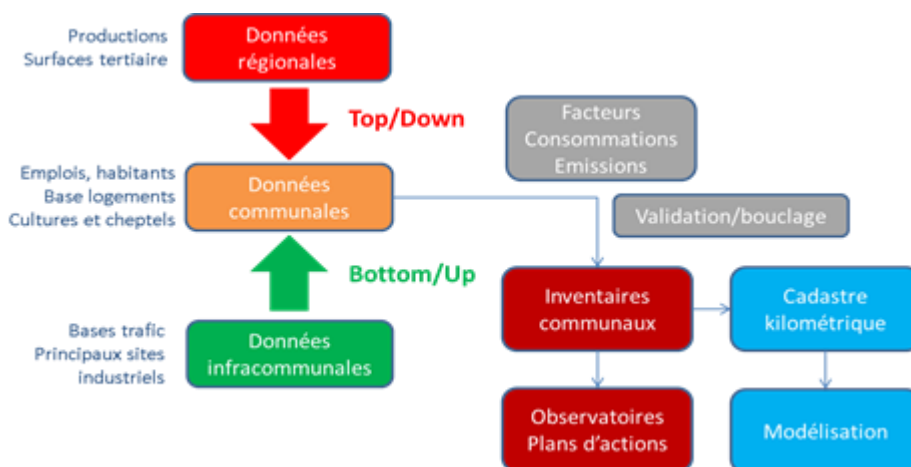 Productions
Surfaces tertiaire
Données
régionales
Top/Down
Facteurs
Consommations
Emissions
Emplois, habitants
Base logements
Cultures et cheptels
Données
communales
Validation/bouclage
Bottom/Up
Bases trafic
Principaux sites
industriels
Données
infracommunales
Inventaires
communaux
Cadastre
kilométrique
Observatoires
Plans d'actions
Modélisation